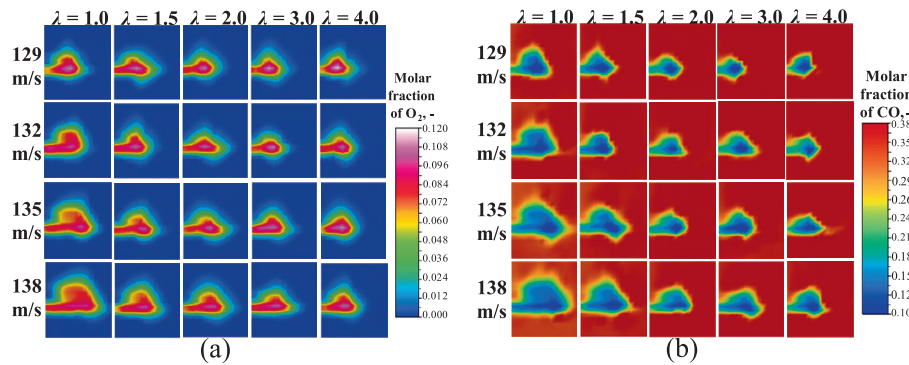 λ = 1.0 λ = 1.5 λ = 2.0 λ = 3.0 λ = 4.0
129 m/s
132 m/s
135 m/s
138 m/s
Molar
fraction
of O₂, -
0.120
0.108
0.096
0.084
0.072
0.060
0.048
0.036
0.024
0.012
0.000
(a)
λ = 1.0 λ = 1.5 λ = 2.0 λ = 3.0 λ = 4.0
129 m/s
132 m/s
135 m/s
138 m/s
Molar
fraction
of CO,-
0.38
0.35
0.32
0.29
0.26
0.24
0.21
0.18
0.15
0.12
0.10
(b)